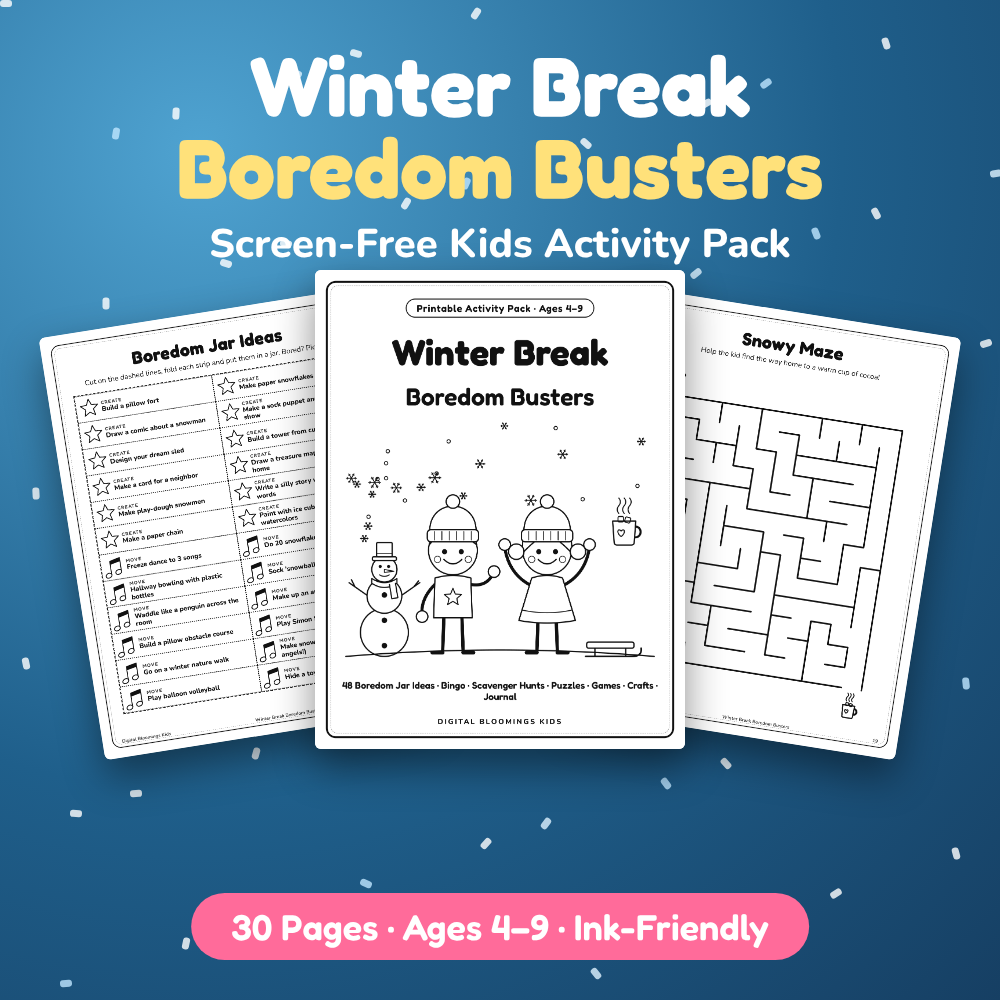 Winter Break
Boredom Busters
Screen-Free Kids Activity Pack
Boredom Jar Ideas
Cut on the dashed lines, fold each strip and put them in a jar. Bored?
CREATE
Build a pillow fort
CREATE
Draw a comic about a snowman
CREATE
Design your dream sled
CREATE
Make a card for a neighbor
CREATE
Make play-dough snowmen
CREATE
Make a paper chain
MOVE
Freeze dance to 3 songs
MOVE
Hallway bowling with plastic
bottles
MOVE
Waddle like a penguin across the
room
MOVE
Build a pillow obstacle course
MOVE
Go on a winter nature walk
MOVE
Play balloon volleyball
CREATE
Make paper snowflakes
CREATE
Make a sock puppet
show
CREATE
Build a tower from
CREATE
Draw a treasure
home
CREATE
Write a silly story
words
CREATE
Paint with ice
watercolors
MOVE
Do 20
MOVE
Sock
MOVE
Make up an
MOVE
Play Simon
MOVE
Make snow
angels!)
MOVE
Hide a
Digital Bloomings Kids
Winter Break Boredom
Printable Activity Pack · Ages 4–9
Winter Break
Boredom Busters
48 Boredom Jar Ideas · Bingo · Scavenger Hunts · Puzzles · Games · Crafts ·
Journal
DIGITAL BLOOMINGS KIDS
Snowy Maze
Help the kid find the way home to a warm cup of cocoa!
Winter Break Boredom Busters
19
30 Pages · Ages 4–9 · Ink-Friendly